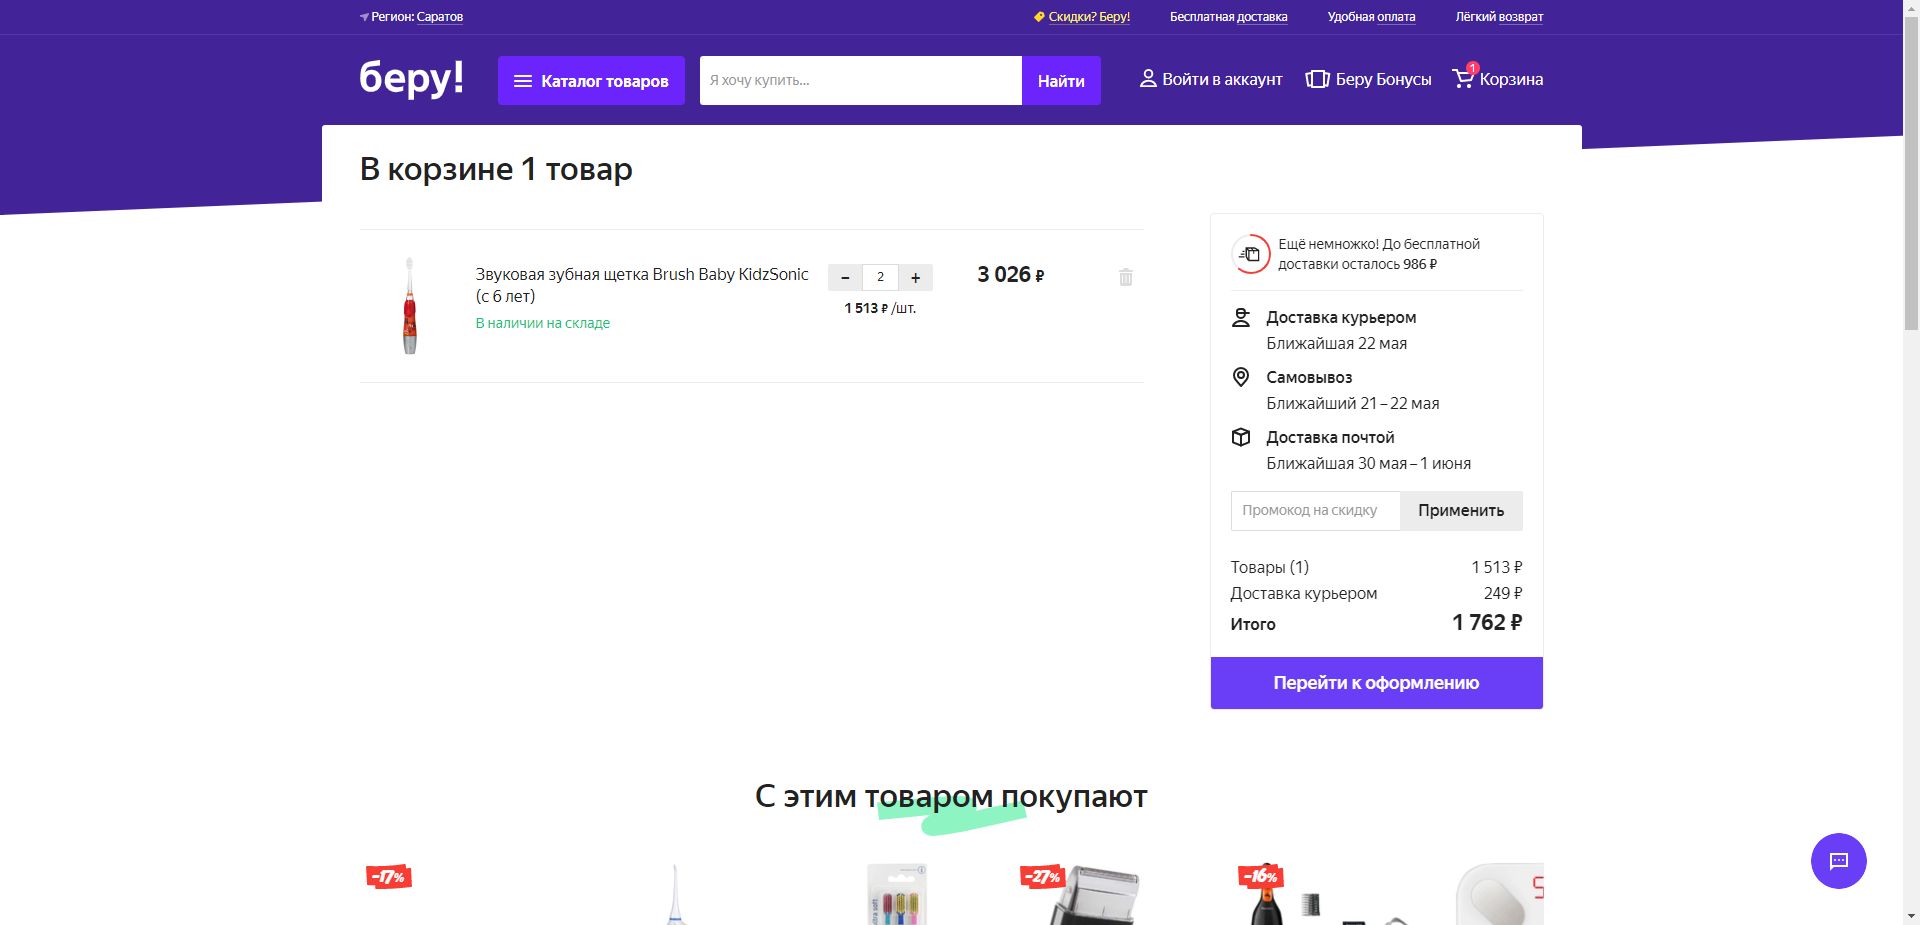 Регион: Саратов
Скидки? Беру!
Бесплатная доставка
Удобная оплата
Лёгкий возврат
беру!
Каталог товаров
Я хочу купить...
Найти
Войти в аккаунт
Беру Бонусы
1
Корзина
В корзине 1 товар
Звуковая зубная щетка Brush Baby KidzSonic
(с 6 лет)
В наличии на складе
– 2 +
1 513 ₽ /шт.
3 026 ₽
Ещё немножко! До бесплатной
доставки осталось 986 ₽
Доставка курьером
Ближайшая 22 мая
Самовывоз
Ближайший 21 – 22 мая
Доставка почтой
Ближайшая 30 мая – 1 июня
Промокод на скидку
Применить
Товары (1) 1 513 ₽
Доставка курьером 249 ₽
Итого 1 762 ₽
Перейти к оформлению
С этим товаром покупают
-17%
-27%
-16%